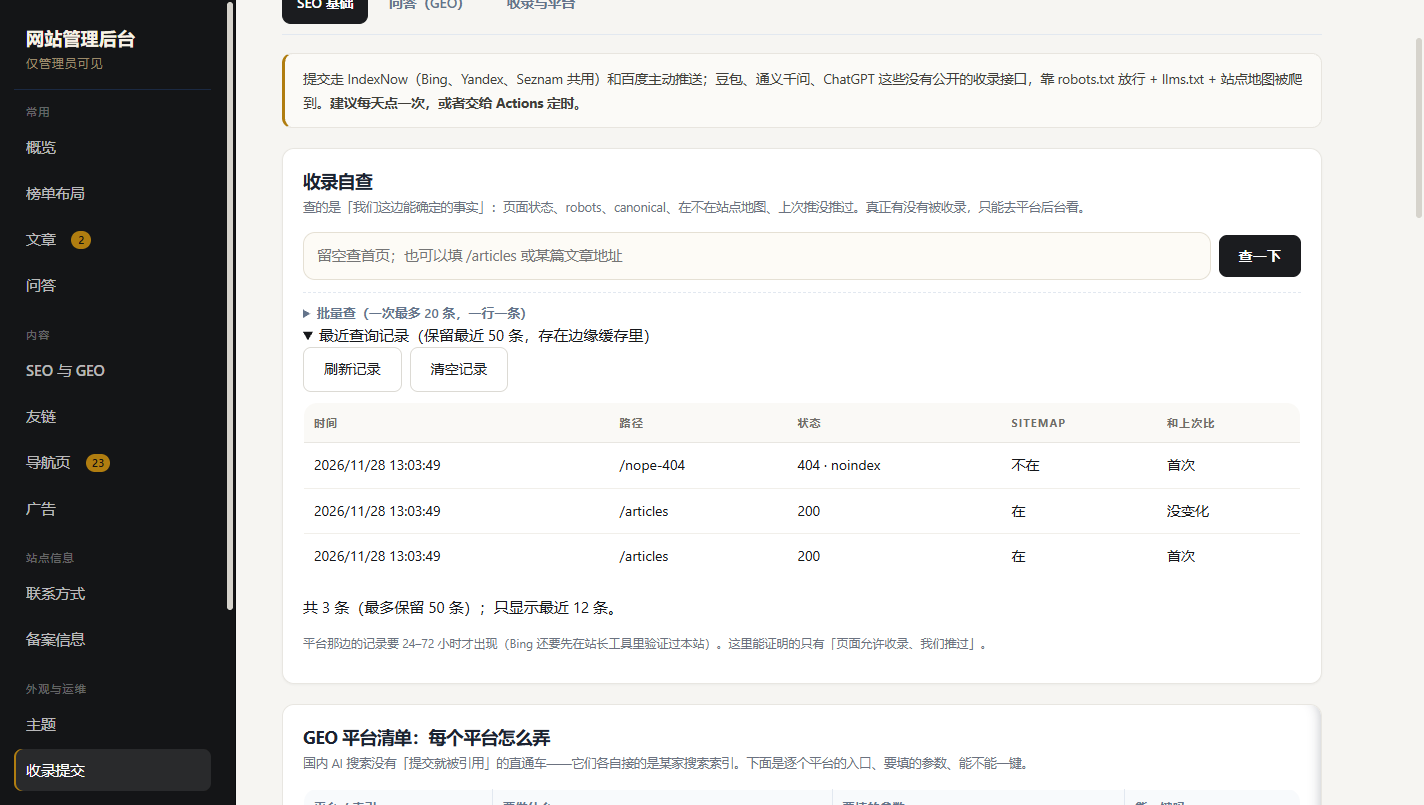 网站管理后台
仅管理员可见
常用
概览
榜单布局
文章 2
问答
内容
SEO 与 GEO
友链
导航页 23
广告
站点信息
联系方式
备案信息
外观与运维
主题
收录提交
SEO 基础 问答（GEO） 收录与平台
提交走 IndexNow（Bing、Yandex、Seznam 共用）和百度主动推送；豆包、通义千问、ChatGPT 这些没有公开的收录接口，靠 robots.txt 放行 + llms.txt + 站点地图被爬
到。建议每天点一次，或者交给 Actions 定时。
收录自查
查的是「我们这边能确定的事实」：页面状态、robots、canonical、在不在站点地图、上次推没推过。真正有没有被收录，只能去平台后台看。
留空查首页；也可以填 /articles 或某篇文章地址
查一下
▶ 批量查（一次最多 20 条，一行一条）
▼ 最近查询记录（保留最近 50 条，存在边缘缓存里）
刷新记录 清空记录
时间 路径 状态 SITEMAP 和上次比
2026/11/28 13:03:49 /nope-404 404 · noindex 不在 首次
2026/11/28 13:03:49 /articles 200 在 没变化
2026/11/28 13:03:49 /articles 200 在 首次
共 3 条（最多保留 50 条）；只显示最近 12 条。
平台那边的记录要 24–72 小时才出现（Bing 还要先在站长工具里验证过本站）。这里能证明的只有「页面允许收录、我们推过」。
GEO 平台清单：每个平台怎么弄
国内 AI 搜索没有「提交就被引用」的直通车——它们各自接的是某家搜索索引。下面是逐个平台的入口、要填的参数、能不能一键。